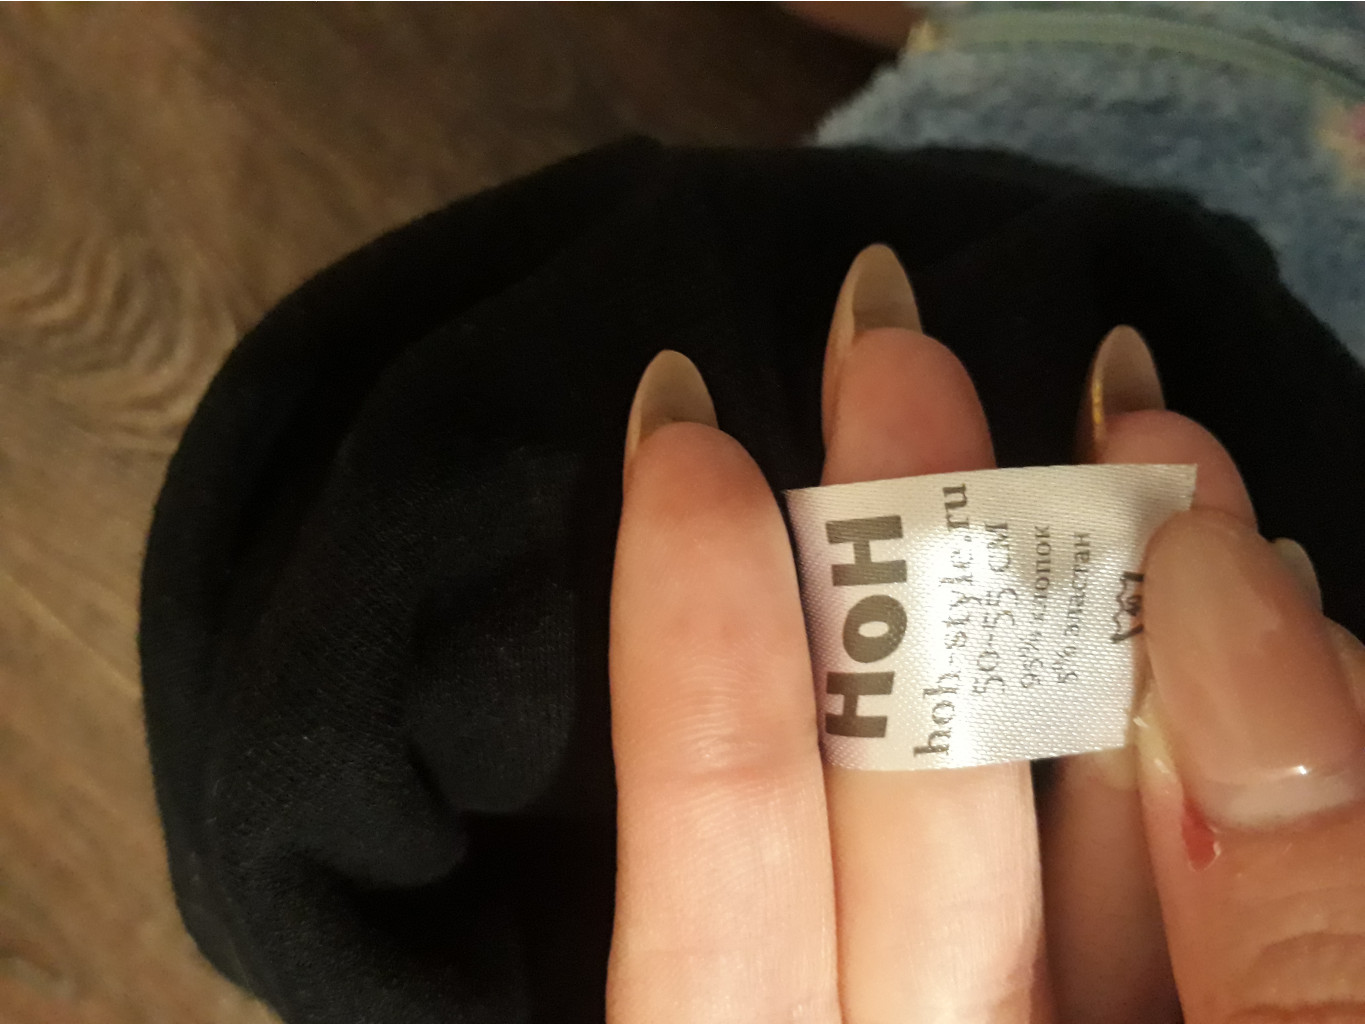 HoH
hoh-style.ru
50-55 СМ
95% хлопок
5% эластан